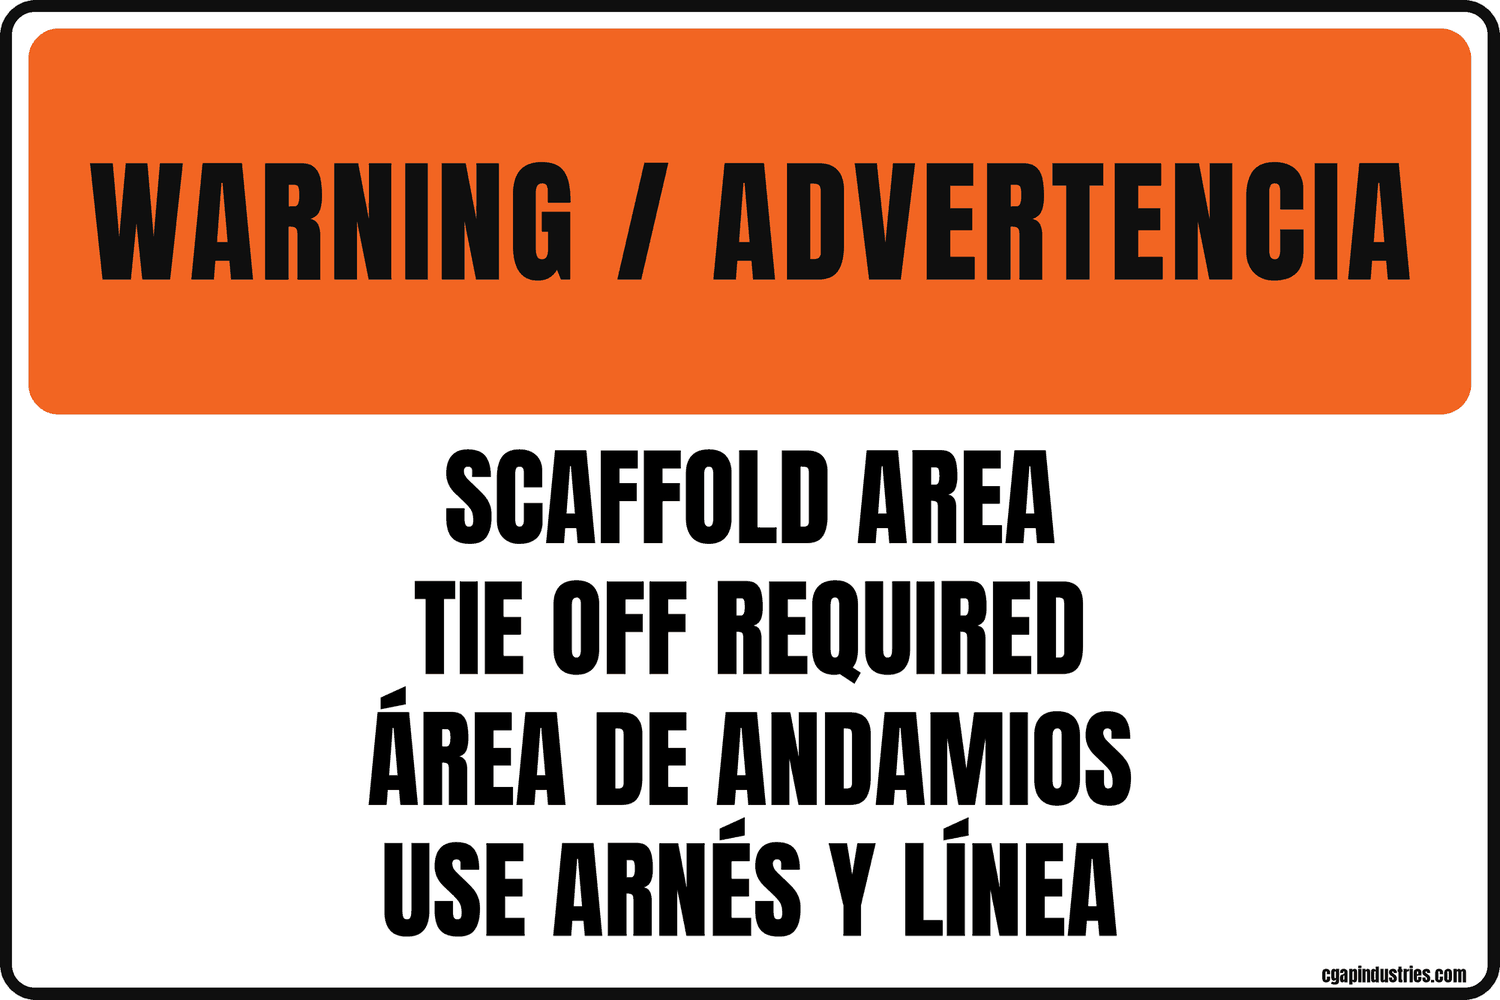 WARNING / ADVERTENCIA
SCAFFOLD AREA
TIE OFF REQUIRED
ÁREA DE ANDAMIOS
USE ARNÉS Y LÍNEA
cgapindustries.com